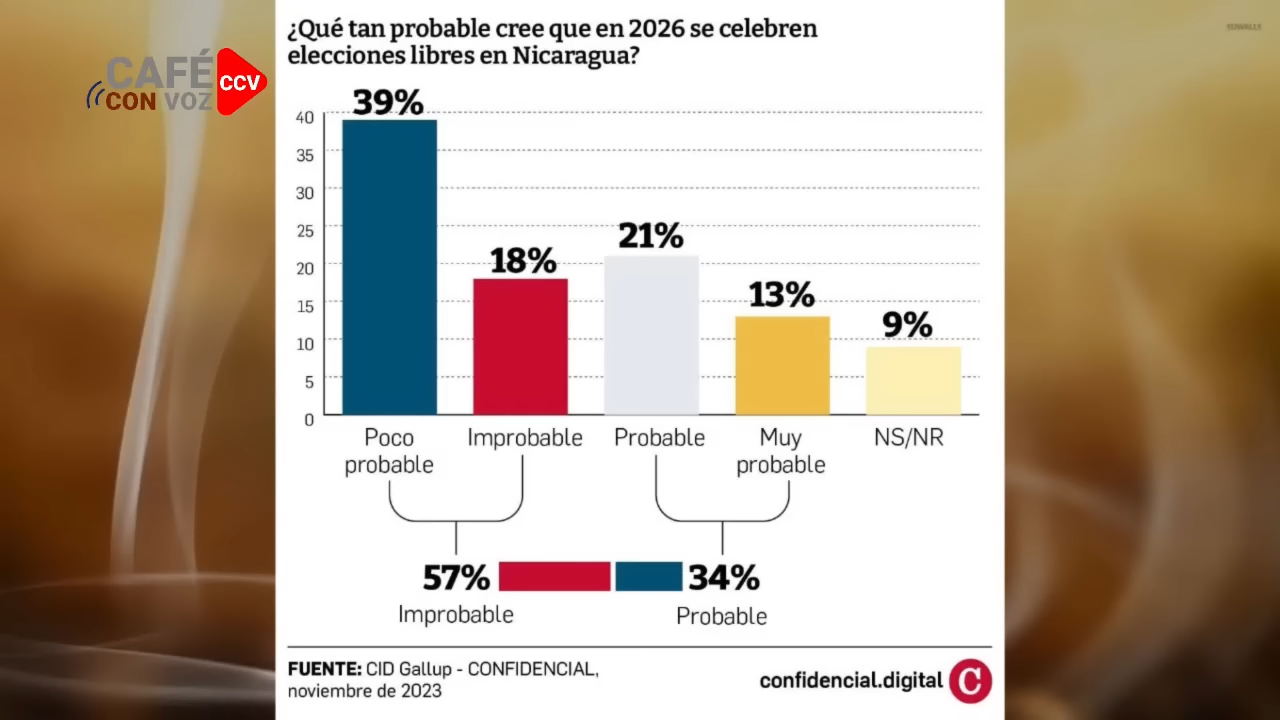 ¿Qué tan probable cree que en 2026 se celebren
elecciones libres en Nicaragua?
CAFÉ
CON VOZ
CCV
39%
18%
21%
13%
9%
40
35
30
25
20
15
10
5
0
Poco
probable
Improbable
Probable
Muy
probable
NS/NR
57%
34%
Improbable
Probable
FUENTE: CID Gallup - CONFIDENCIAL,
noviembre de 2023
confidencial.digital
C